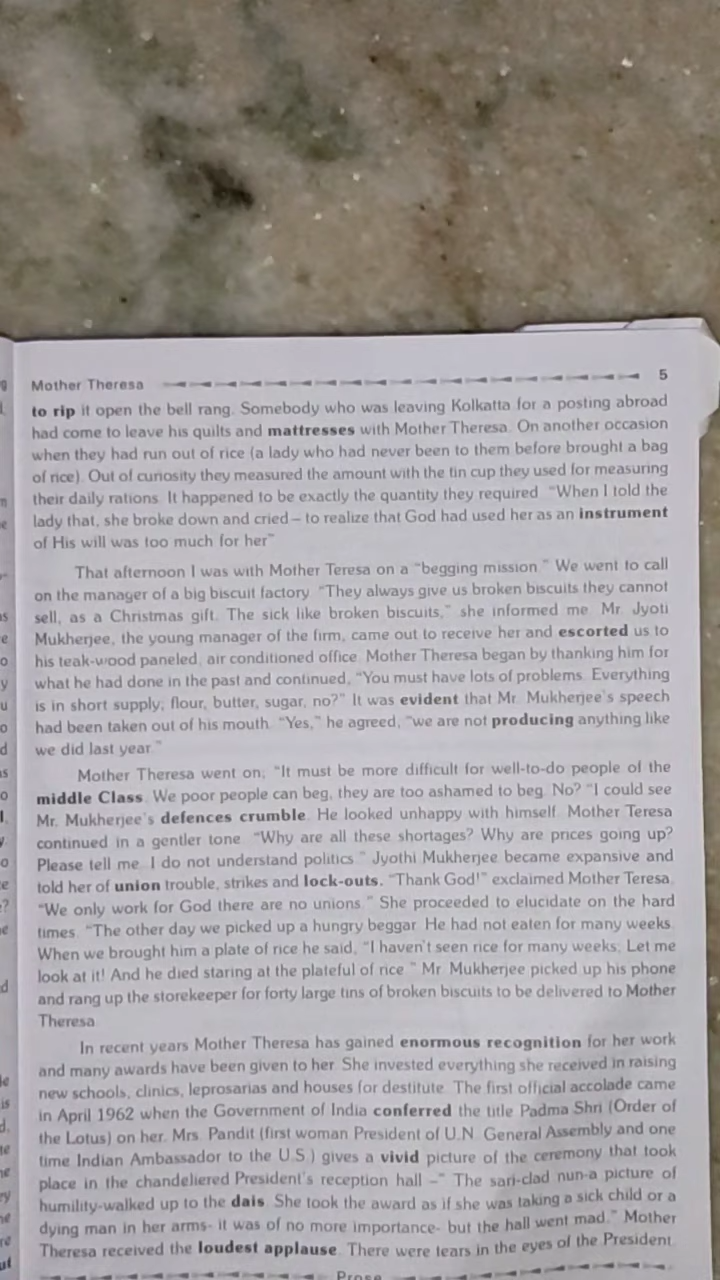 Mother Theresa 5
to rip it open the bell rang. Somebody who was leaving Kolkatta for a posting abroad
had come to leave his quilts and mattresses with Mother Theresa. On another occasion
when they had run out of rice (a lady who had never been to them before brought a bag
of rice). Out of curiosity they measured the amount with the tin cup they used for measuring
their daily rations. It happened to be exactly the quantity they required. "When I told the
lady that, she broke down and cried – to realize that God had used her as an instrument
of His will was too much for her"
That afternoon I was with Mother Teresa on a "begging mission." We went to call
on the manager of a big biscuit factory. "They always give us broken biscuits they cannot
sell, as a Christmas gift. The sick like broken biscuits," she informed me. Mr. Jyoti
Mukherjee, the young manager of the firm, came out to receive her and escorted us to
his teak-wood paneled, air conditioned office. Mother Theresa began by thanking him for
what he had done in the past and continued, "You must have lots of problems. Everything
is in short supply; flour, butter, sugar, no?" It was evident that Mr. Mukherjee's speech
had been taken out of his mouth. "Yes," he agreed, "we are not producing anything like
we did last year."
Mother Theresa went on; "It must be more difficult for well-to-do people of the
middle Class. We poor people can beg, they are too ashamed to beg. No? "I could see
Mr. Mukherjee's defences crumble. He looked unhappy with himself. Mother Teresa
continued in a gentler tone. "Why are all these shortages? Why are prices going up?
Please tell me. I do not understand politics." Jyothi Mukherjee became expansive and
told her of union trouble, strikes and lock-outs. "Thank God!" exclaimed Mother Teresa.
"We only work for God there are no unions." She proceeded to elucidate on the hard
times. "The other day we picked up a hungry beggar. He had not eaten for many weeks.
When we brought him a plate of rice he said, "I haven't seen rice for many weeks; Let me
look at it! And he died staring at the plateful of rice." Mr. Mukherjee picked up his phone
and rang up the storekeeper for forty large tins of broken biscuits to be delivered to Mother
Theresa.
In recent years Mother Theresa has gained enormous recognition for her work
and many awards have been given to her. She invested everything she received in raising
new schools, clinics, leprosarias and houses for destitute. The first official accolade came
in April 1962 when the Government of India conferred the title Padma Shri (Order of
the Lotus) on her. Mrs. Pandit (first woman President of U.N. General Assembly and one
time Indian Ambassador to the U.S.) gives a vivid picture of the ceremony that took
place in the chandeliered President's reception hall –" The sari-clad nun-a picture of
humility-walked up to the dais. She took the award as if she was taking a sick child or a
dying man in her arms- it was of no more importance- but the hall went mad." Mother
Theresa received the loudest applause. There were tears in the eyes of the President.
Prose